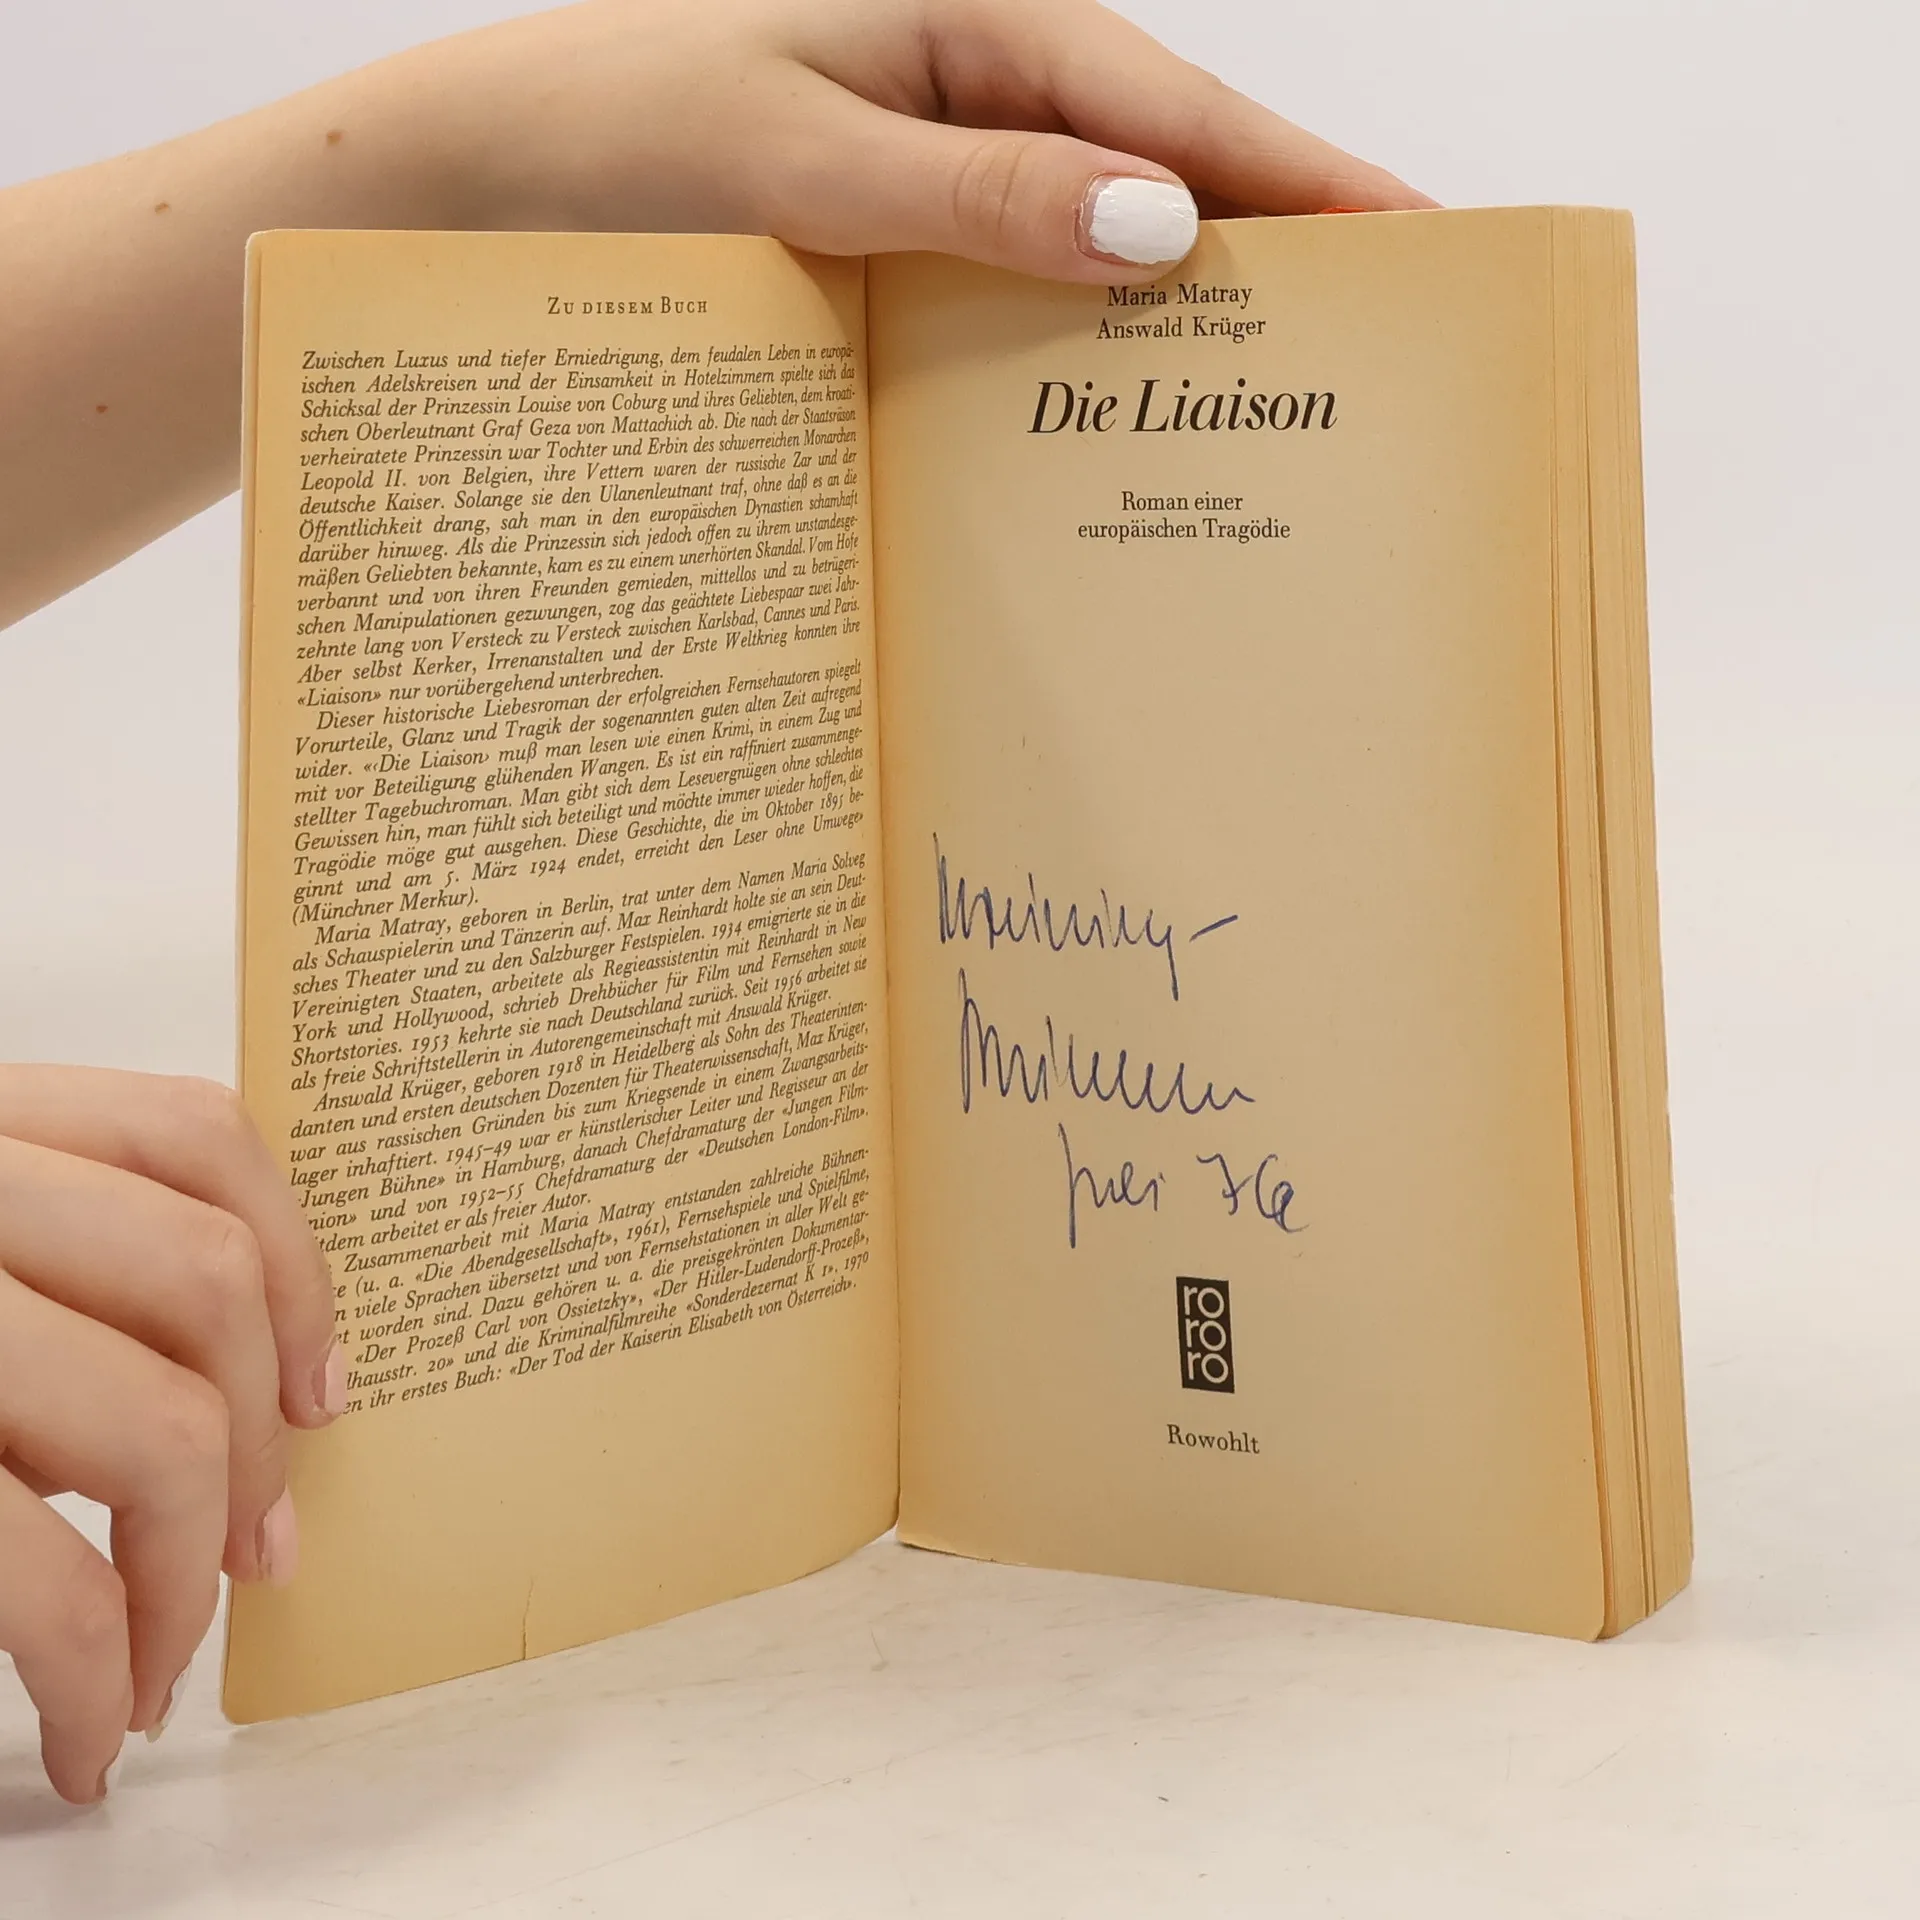 ZU DIESEM BUCH
Zwischen Luxus und tiefer Erniedrigung, dem feudalen Leben in europä-
ischen Adelskreisen und der Einsamkeit in Hotelzimmern spielte sich das
Schicksal der Prinzessin Louise von Coburg und ihres Geliebten, dem kroati-
schen Oberleutnant Graf Geza von Mattachich ab. Die nach der Staatsräson
verheiratete Prinzessin war Tochter und Erbin des schwerreichen Monarchen
Leopold II. von Belgien, ihre Vettern waren der russische Zar und der
deutsche Kaiser. Solange sie den Ulanenleutnant traf, ohne daß es an die
Öffentlichkeit drang, sah man in den europäischen Dynastien schamhaft
darüber hinweg. Als die Prinzessin sich jedoch offen zu ihrem unstandesge-
mäßen Geliebten bekannte, kam es zu einem unerhörten Skandal. Vom Hofe
verbannt und von ihren Freunden gemieden, mittellos und zu betrügeri-
schen Manipulationen gezwungen, zog das geächtete Liebespaar zwei Jahr-
zehnte lang von Versteck zu Versteck zwischen Karlsbad, Cannes und Paris.
Aber selbst Kerker, Irrenanstalten und der Erste Weltkrieg konnten ihre
«Liaison» nur vorübergehend unterbrechen.
Dieser historische Liebesroman der erfolgreichen Fernsehautoren spiegelt
Vorurteile, Glanz und Tragik der sogenannten guten alten Zeit aufregend
wider. «‹Die Liaison› muß man lesen wie einen Krimi, in einem Zug und
mit vor Beteiligung glühenden Wangen. Es ist ein raffiniert zusammenge-
stellter Tagebuchroman. Man gibt sich dem Lesevergnügen ohne schlechtes
Gewissen hin, man fühlt sich beteiligt und möchte immer wieder hoffen, die
Tragödie möge gut ausgehen. Diese Geschichte, die im Oktober 1895 be-
ginnt und am 5. März 1924 endet, erreicht den Leser ohne Umwege»
(Münchner Merkur).
Maria Matray, geboren in Berlin, trat unter dem Namen Maria Solveg
als Schauspielerin und Tänzerin auf. Max Reinhardt holte sie an sein Deut-
sches Theater und zu den Salzburger Festspielen. 1934 emigrierte sie in die
Vereinigten Staaten, arbeitete als Regieassistentin mit Reinhardt in New
York und Hollywood, schrieb Drehbücher für Film und Fernsehen sowie
Shortstories. 1953 kehrte sie nach Deutschland zurück. Seit 1956 arbeitet sie
als freie Schriftstellerin in Autorengemeinschaft mit Answald Krüger.
Answald Krüger, geboren 1918 in Heidelberg als Sohn des Theaterinten-
danten und ersten deutschen Dozenten für Theaterwissenschaft, Max Krüger,
war aus rassischen Gründen bis zum Kriegsende in einem Zwangsarbeits-
lager inhaftiert. 1945–49 war er künstlerischer Leiter und Regisseur an der
Jungen Bühne» in Hamburg, danach Chefdramaturg der «Jungen Film-
nion» und von 1952–55 Chefdramaturg der «Deutschen London-Film».
itdem arbeitet er als freier Autor.
Zusammenarbeit mit Maria Matray entstanden zahlreiche Bühnen-
ke (u. a. «Die Abendgesellschaft», 1961), Fernsehspiele und Spielfilme,
n viele Sprachen übersetzt und von Fernsehstationen in aller Welt ge-
et worden sind. Dazu gehören u. a. die preisgekrönten Dokumentar-
«Der Prozeß Carl von Ossietzky», «Der Hitler-Ludendorff-Prozeß»,
lhausstr. 20» und die Kriminalfilmreihe «Sonderdezernat K 1». 1970
en ihr erstes Buch: «Der Tod der Kaiserin Elisabeth von Österreich».
Maria Matray
Answald Krüger
Die Liaison
Roman einer
europäischen Tragödie
76
ro
ro
ro
Rowohlt